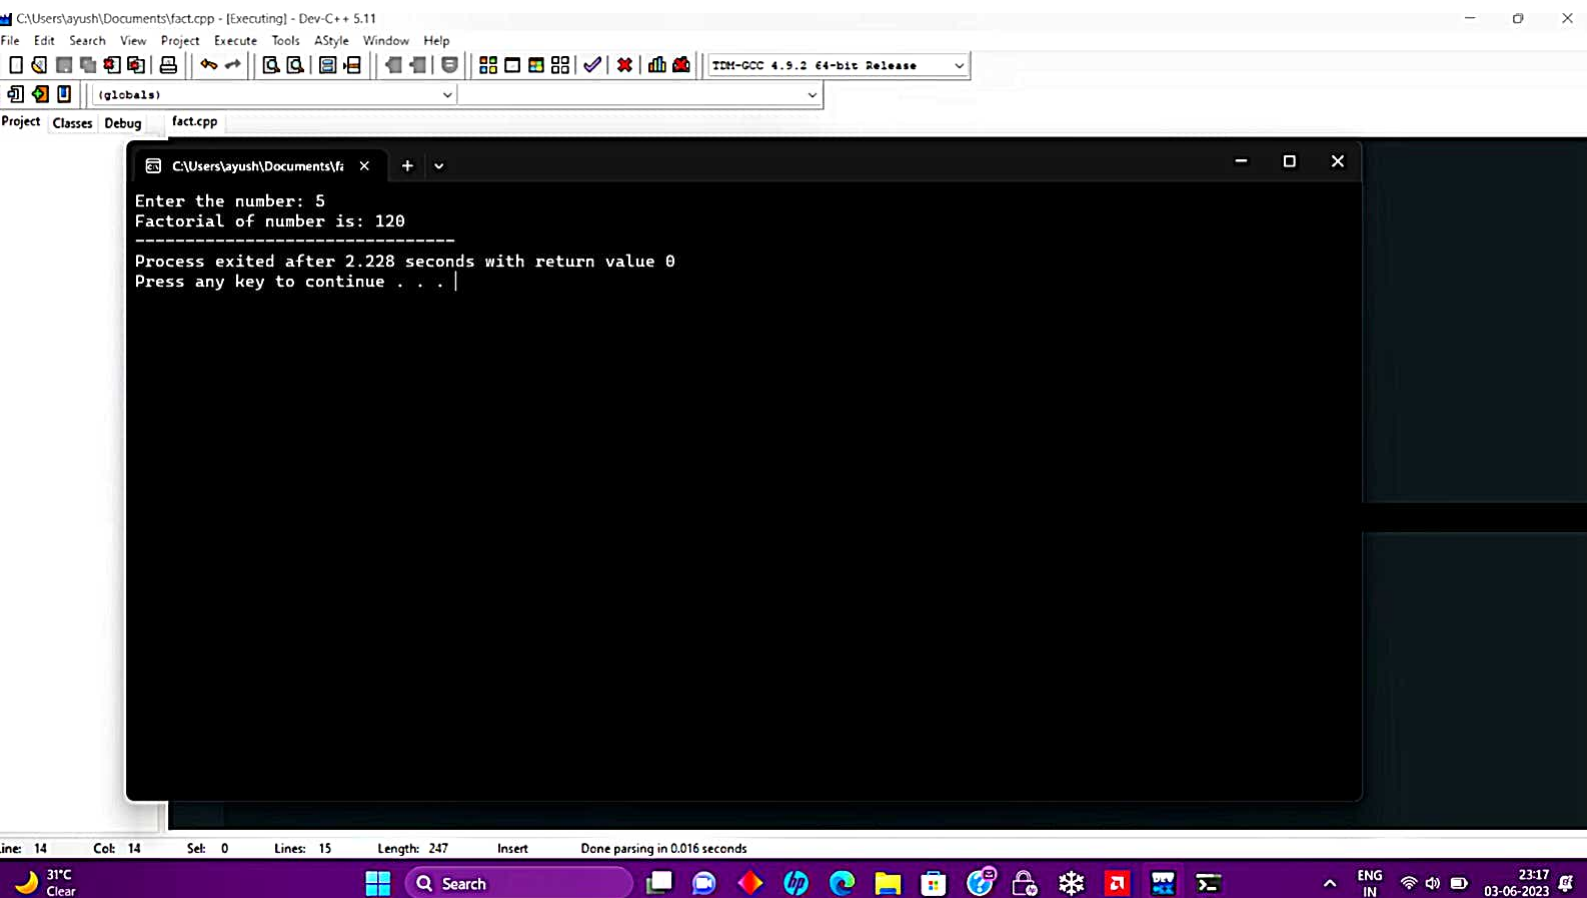 C:\Users\ayush\Documents\fact.cpp - [Executing] - Dev-C++ 5.11
File Edit Search View Project Execute Tools AStyle Window Help
TDM-GCC 4.9.2 64-bit Release
(globals)
Project Classes Debug fact.cpp
C:\Users\ayush\Documents\fa
Enter the number: 5
Factorial of number is: 120
--------------------------------
Process exited after 2.228 seconds with return value 0
Press any key to continue . . .
ine: 14 Col: 14 Sel: 0 Lines: 15 Length: 247 Insert Done parsing in 0.016 seconds
31°C
Clear
Search
hp
DEV
ENG
IN
23:17
03-06-2023